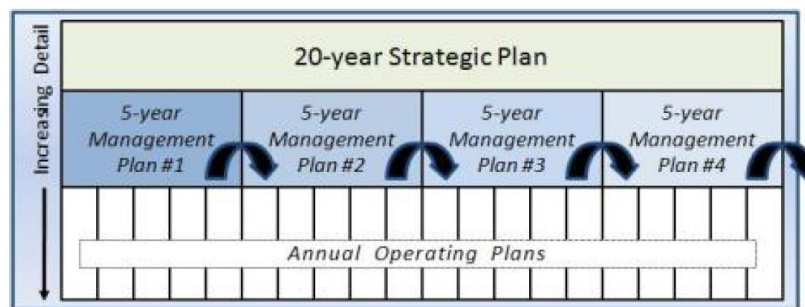 Increasing Detail
20-year Strategic Plan
5-year
Management
Plan #1
5-year
Management
Plan #2
5-year
Management
Plan #3
5-year
Management
Plan #4
Annual Operating Plans